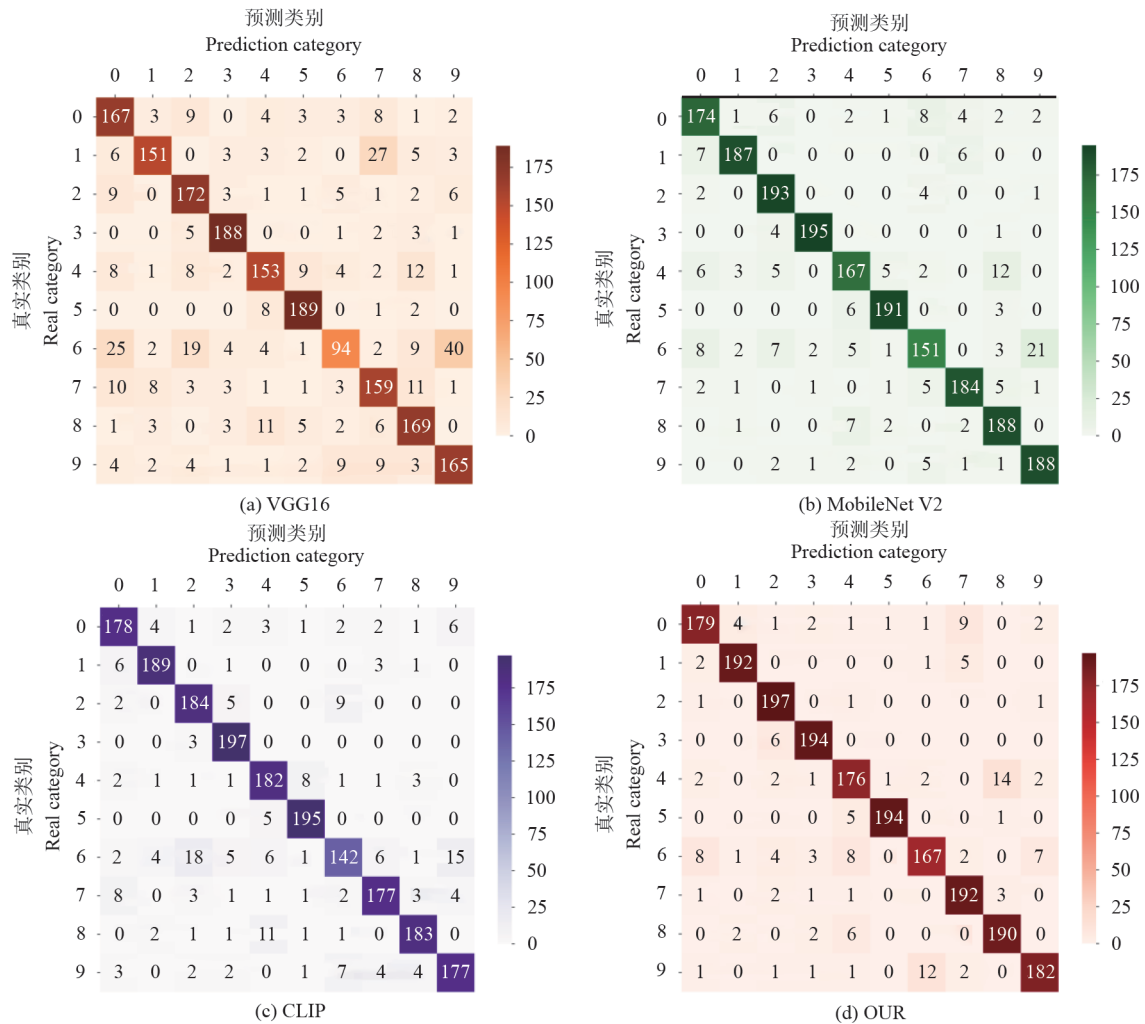 预测类别
Prediction category
0 1 2 3 4 5 6 7 8 9
真实类别
Real category
0 167 3 9 0 4 3 3 8 1 2
1 6 151 0 3 3 2 0 27 5 3
2 9 0 172 3 1 1 5 1 2 6
3 0 0 5 188 0 0 1 2 3 1
4 8 1 8 2 153 9 4 2 12 1
5 0 0 0 0 8 189 0 1 2 0
6 25 2 19 4 4 1 94 2 9 40
7 10 8 3 3 1 1 3 159 11 1
8 1 3 0 3 11 5 2 6 169 0
9 4 2 4 1 1 2 9 9 3 165
175
150
125
100
75
50
25
0
(a) VGG16
预测类别
Prediction category
0 1 2 3 4 5 6 7 8 9
真实类别
Real category
0 174 1 6 0 2 1 8 4 2 2
1 7 187 0 0 0 0 0 6 0 0
2 2 0 193 0 0 0 4 0 0 1
3 0 0 4 195 0 0 0 0 1 0
4 6 3 5 0 167 5 2 0 12 0
5 0 0 0 0 6 191 0 0 3 0
6 8 2 7 2 5 1 151 0 3 21
7 2 1 0 1 0 1 5 184 5 1
8 0 1 0 0 7 2 0 2 188 0
9 0 0 2 1 2 0 5 1 1 188
175
150
125
100
75
50
25
0
(b) MobileNet V2
预测类别
Prediction category
0 1 2 3 4 5 6 7 8 9
真实类别
Real category
0 178 4 1 2 3 1 2 2 1 6
1 6 189 0 1 0 0 0 3 1 0
2 2 0 184 5 0 0 9 0 0 0
3 0 0 3 197 0 0 0 0 0 0
4 2 1 1 1 182 8 1 1 3 0
5 0 0 0 0 5 195 0 0 0 0
6 2 4 18 5 6 1 142 6 1 15
7 8 0 3 1 1 1 2 177 3 4
8 0 2 1 1 11 1 1 0 183 0
9 3 0 2 2 0 1 7 4 4 177
175
150
125
100
75
50
25
0
(c) CLIP
预测类别
Prediction category
0 1 2 3 4 5 6 7 8 9
真实类别
Real category
0 179 4 1 2 1 1 1 9 0 2
1 2 192 0 0 0 0 1 5 0 0
2 1 0 197 0 1 0 0 0 0 1
3 0 0 6 194 0 0 0 0 0 0
4 2 0 2 1 176 1 2 0 14 2
5 0 0 0 0 5 194 0 0 1 0
6 8 1 4 3 8 0 167 2 0 7
7 1 0 2 1 1 0 0 192 3 0
8 0 2 0 2 6 0 0 0 190 0
9 1 0 1 1 1 0 12 2 0 182
175
150
125
100
75
50
25
0
(d) OUR